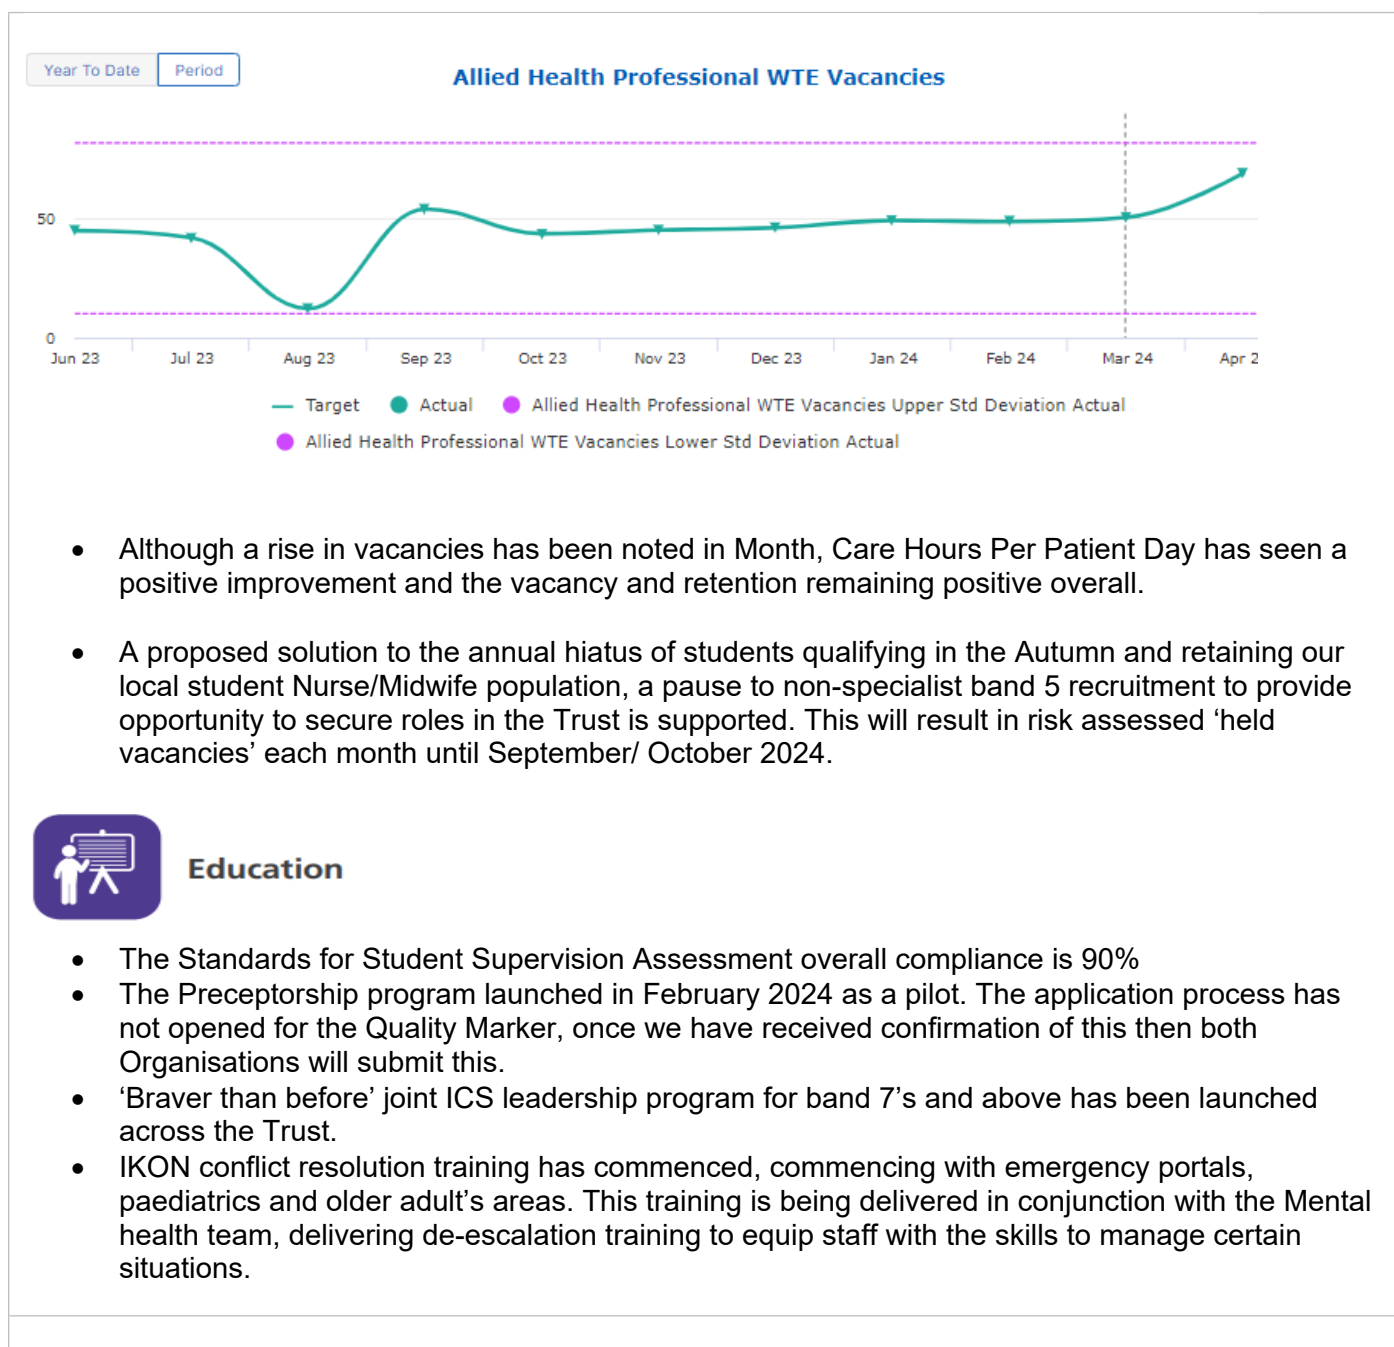 Year To Date Period
Allied Health Professional WTE Vacancies
50
0
Jun 23 Jul 23 Aug 23 Sep 23 Oct 23 Nov 23 Dec 23 Jan 24 Feb 24 Mar 24 Apr 2
Target Actual Allied Health Professional WTE Vacancies Upper Std Deviation Actual
Allied Health Professional WTE Vacancies Lower Std Deviation Actual
• Although a rise in vacancies has been noted in Month, Care Hours Per Patient Day has seen a
positive improvement and the vacancy and retention remaining positive overall.
• A proposed solution to the annual hiatus of students qualifying in the Autumn and retaining our
local student Nurse/Midwife population, a pause to non-specialist band 5 recruitment to provide
opportunity to secure roles in the Trust is supported. This will result in risk assessed ‘held
vacancies’ each month until September/ October 2024.
Education
• The Standards for Student Supervision Assessment overall compliance is 90%
• The Preceptorship program launched in February 2024 as a pilot. The application process has
not opened for the Quality Marker, once we have received confirmation of this then both
Organisations will submit this.
• ‘Braver than before’ joint ICS leadership program for band 7’s and above has been launched
across the Trust.
• IKON conflict resolution training has commenced, commencing with emergency portals,
paediatrics and older adult’s areas. This training is being delivered in conjunction with the Mental
health team, delivering de-escalation training to equip staff with the skills to manage certain
situations.